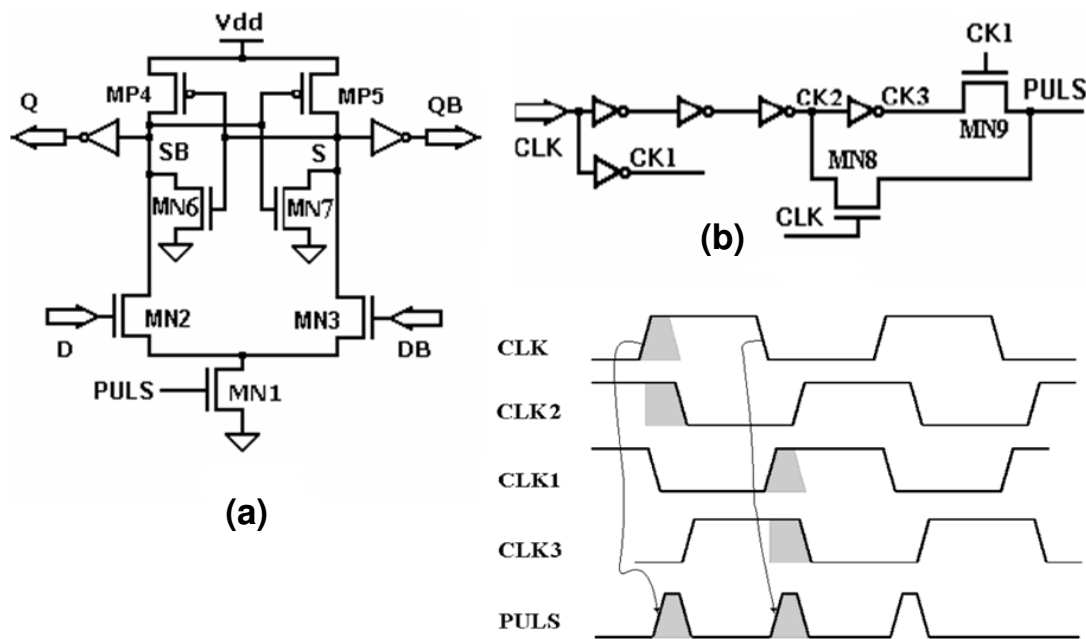 Vdd
MP4
MP5
Q
QB
SB
S
MN6
MN7
MN2
MN3
D
DB
PULS
MN1
(a)
CK1
PULS
CK2
CK3
CLK
MN9
CK1
MN8
CLK
(b)
CLK
CLK2
CLK1
CLK3
PULS